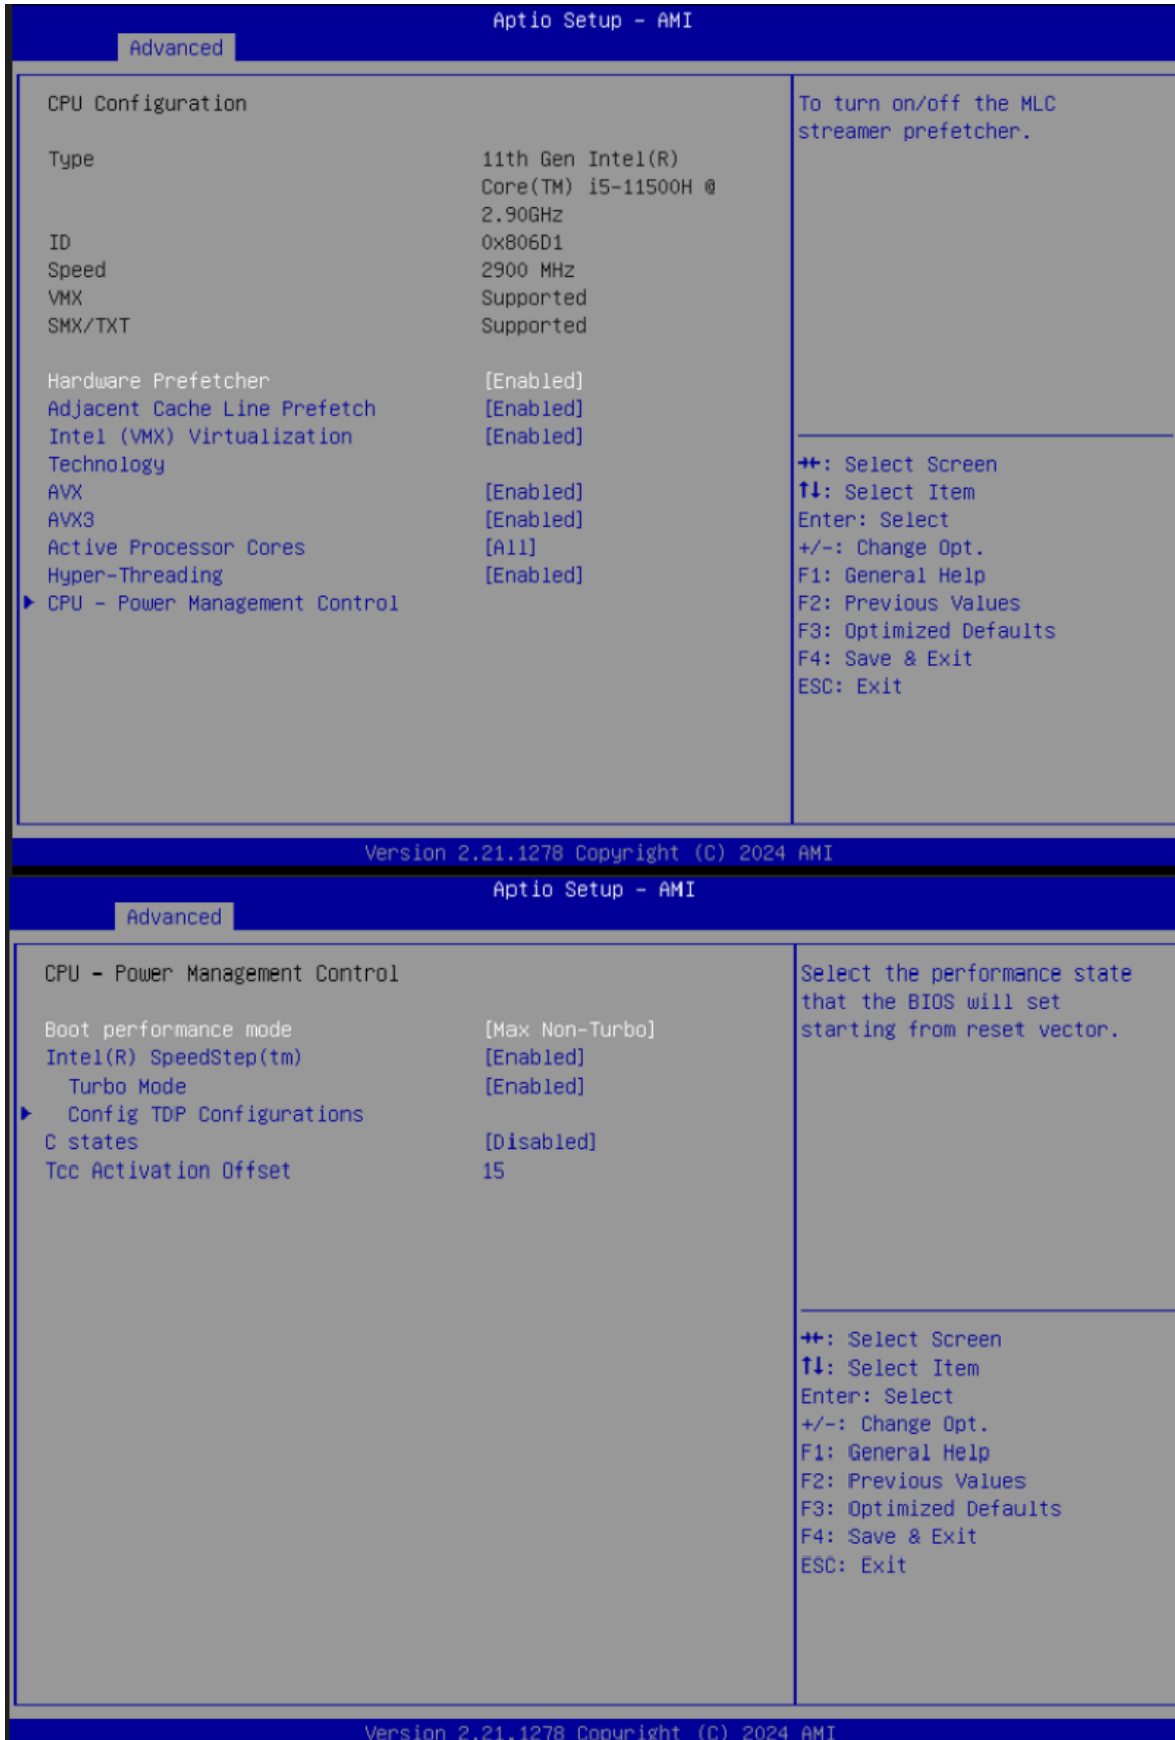 Aptio Setup – AMI
Advanced
CPU Configuration
Type 11th Gen Intel(R)
Core(TM) i5-11500H @
2.90GHz
ID 0x806D1
Speed 2900 MHz
VMX Supported
SMX/TXT Supported
Hardware Prefetcher [Enabled]
Adjacent Cache Line Prefetch [Enabled]
Intel (VMX) Virtualization [Enabled]
Technology
AVX [Enabled]
AVX3 [Enabled]
Active Processor Cores [All]
Hyper-Threading [Enabled]
CPU – Power Management Control
To turn on/off the MLC
streamer prefetcher.
→←: Select Screen
↑↓: Select Item
Enter: Select
+/-: Change Opt.
F1: General Help
F2: Previous Values
F3: Optimized Defaults
F4: Save & Exit
ESC: Exit
Version 2.21.1278 Copyright (C) 2024 AMI
Aptio Setup – AMI
Advanced
CPU – Power Management Control
Boot performance mode [Max Non-Turbo]
Intel(R) SpeedStep(tm) [Enabled]
Turbo Mode [Enabled]
Config TDP Configurations
C states [Disabled]
Tcc Activation Offset 15
Select the performance state
that the BIOS will set
starting from reset vector.
→←: Select Screen
↑↓: Select Item
Enter: Select
+/-: Change Opt.
F1: General Help
F2: Previous Values
F3: Optimized Defaults
F4: Save & Exit
ESC: Exit
Version 2.21.1278 Copyright (C) 2024 AMI